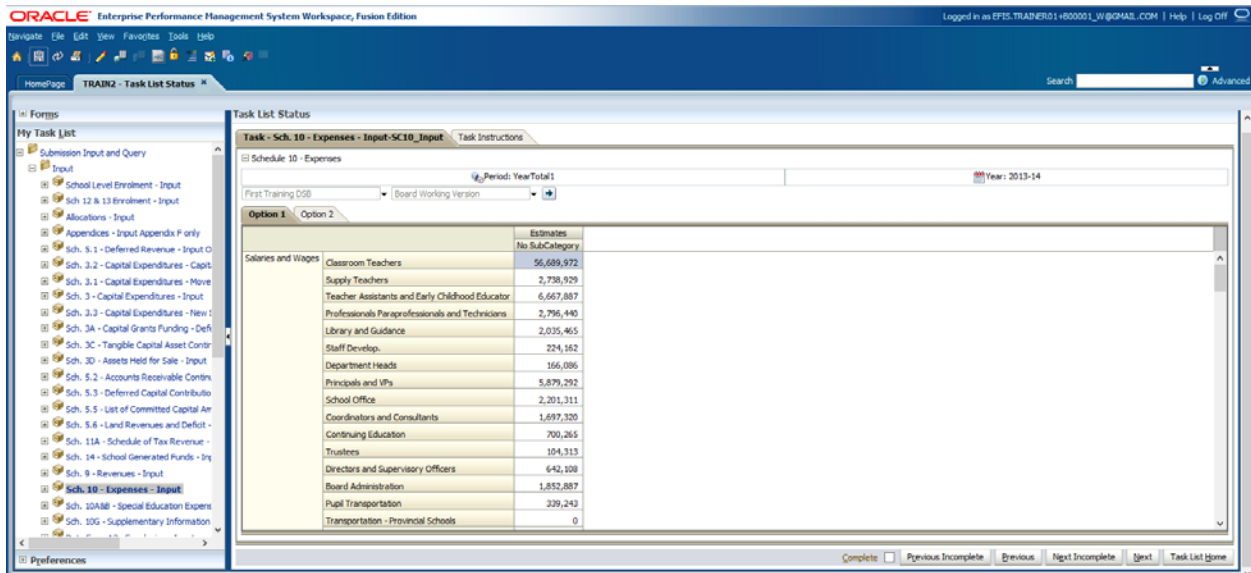 ORACLE Enterprise Performance Management System Workspace, Fusion Edition
Logged in as EFIS.TRAINER01+800001_W@GMAIL.COM | Help | Log Off
Navigate File Edit View Favorites Tools Help
HomePage TRAIN2 - Task List Status
Search Advanced
Forms
My Task List
Submission Input and Query
Input
School Level Enrolment - Input
Sch 12 & 13 Enrolment - Input
Allocations - Input
Appendices - Input Appendix F only
Sch. 5.1 - Deferred Revenue - Input O
Sch. 3.2 - Capital Expenditures - Capit
Sch. 3.1 - Capital Expenditures - Move
Sch. 3 - Capital Expenditures - Input
Sch. 3.3 - Capital Expenditures - New
Sch. 3A - Capital Grants Funding - Defi
Sch. 3C - Tangible Capital Asset Contin
Sch. 3D - Assets Held for Sale - Input
Sch. 5.2 - Accounts Receivable Continu
Sch. 5.3 - Deferred Capital Contributio
Sch. 5.5 - List of Committed Capital Am
Sch. 5.6 - Land Revenues and Deficit -
Sch. 11A - Schedule of Tax Revenue -
Sch. 14 - School Generated Funds - Inp
Sch. 9 - Revenues - Input
Sch. 10 - Expenses - Input
Sch. 10A&B - Special Education Expens
Sch. 10G - Supplementary Information
Preferences
Task List Status
Task - Sch. 10 - Expenses - Input-SC10_Input Task Instructions
Schedule 10 - Expenses
Period: YearTotal1 Year: 2013-14
First Training DSB Board Working Version
Option 1 Option 2
Estimates
No SubCategory
Salaries and Wages Classroom Teachers 56,689,972
Supply Teachers 2,738,929
Teacher Assistants and Early Childhood Educator 6,667,887
Professionals Paraprofessionals and Technicians 2,796,440
Library and Guidance 2,035,465
Staff Develop. 224,162
Department Heads 166,086
Principals and VPs 5,879,292
School Office 2,201,311
Coordinators and Consultants 1,697,320
Continuing Education 700,265
Trustees 104,313
Directors and Supervisory Officers 642,108
Board Administration 1,852,887
Pupil Transportation 339,243
Transportation - Provincial Schools 0
Complete Previous Incomplete Previous Next Incomplete Next Task List Home